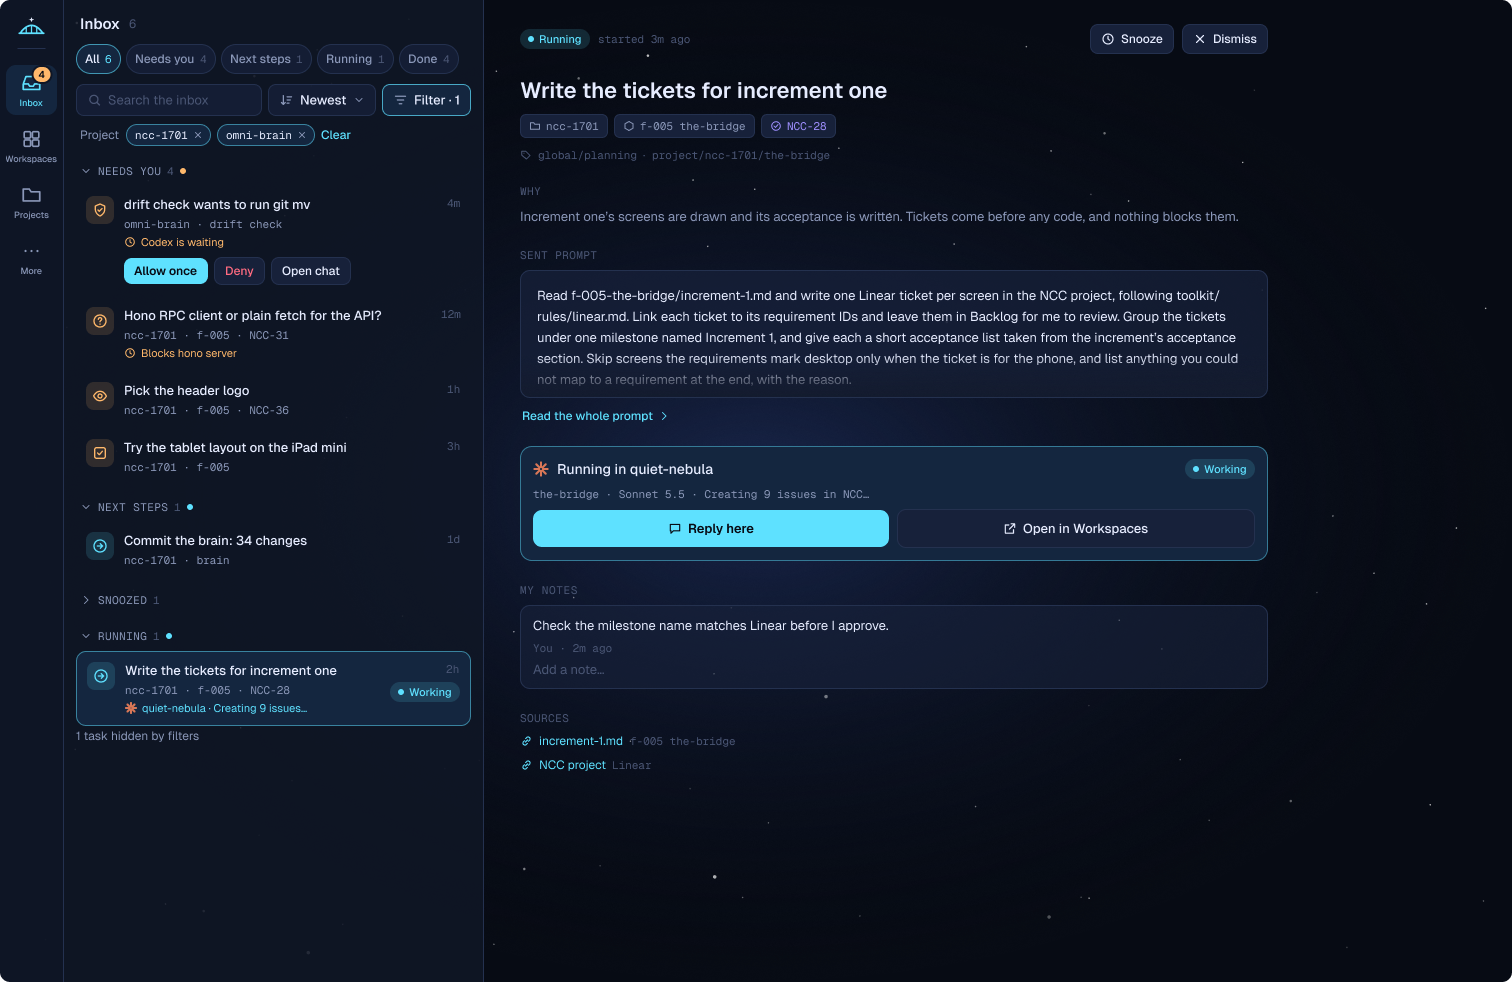 4
Inbox
Workspaces
Projects
More
Inbox 6
All 6
Needs you 4
Next steps 1
Running 1
Done 4
Search the inbox
Newest
Filter · 1
Project
ncc-1701 ×
omni-brain ×
Clear
NEEDS YOU 4
drift check wants to run git mv
4m
omni-brain · drift check
Codex is waiting
Allow once
Deny
Open chat
Hono RPC client or plain fetch for the API?
12m
ncc-1701 · f-005 · NCC-31
Blocks hono server
Pick the header logo
1h
ncc-1701 · f-005 · NCC-36
Try the tablet layout on the iPad mini
3h
ncc-1701 · f-005
NEXT STEPS 1
Commit the brain: 34 changes
1d
ncc-1701 · brain
SNOOZED 1
RUNNING 1
Write the tickets for increment one
2h
ncc-1701 · f-005 · NCC-28
Working
quiet-nebula · Creating 9 issues…
1 task hidden by filters
Running
started 3m ago
Snooze
Dismiss
Write the tickets for increment one
ncc-1701
f-005 the-bridge
NCC-28
global/planning · project/ncc-1701/the-bridge
WHY
Increment one's screens are drawn and its acceptance is written. Tickets come before any code, and nothing blocks them.
SENT PROMPT
Read f-005-the-bridge/increment-1.md and write one Linear ticket per screen in the NCC project, following toolkit/
rules/linear.md. Link each ticket to its requirement IDs and leave them in Backlog for me to review. Group the tickets
under one milestone named Increment 1, and give each a short acceptance list taken from the increment's acceptance
section. Skip screens the requirements mark desktop only when the ticket is for the phone, and list anything you could
not map to a requirement at the end, with the reason.
Read the whole prompt
Running in quiet-nebula
Working
the-bridge · Sonnet 5.5 · Creating 9 issues in NCC…
Reply here
Open in Workspaces
MY NOTES
Check the milestone name matches Linear before I approve.
You · 2m ago
Add a note…
SOURCES
increment-1.md f-005 the-bridge
NCC project Linear